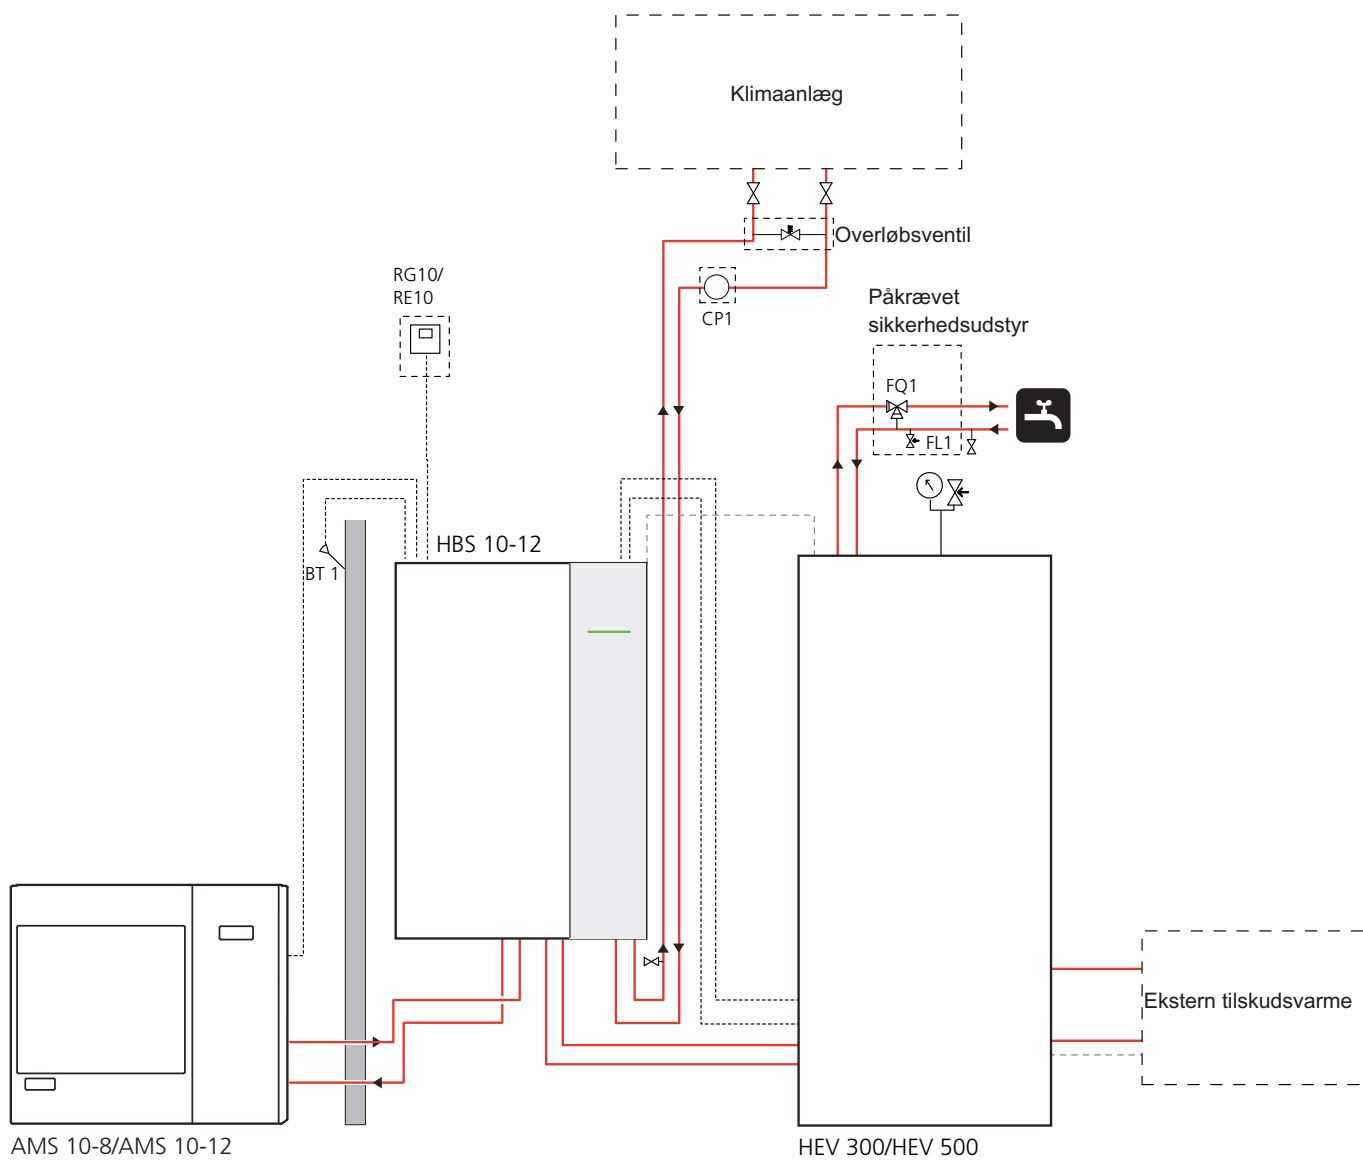 Klimaanlæg
Overløbsventil
RG10/
RE10
CP1
Påkrævet
sikkerhedsudstyr
FQ1
FL1
HBS 10-12
BT 1
Ekstern tilskudsvarme
AMS 10-8/AMS 10-12
HEV 300/HEV 500